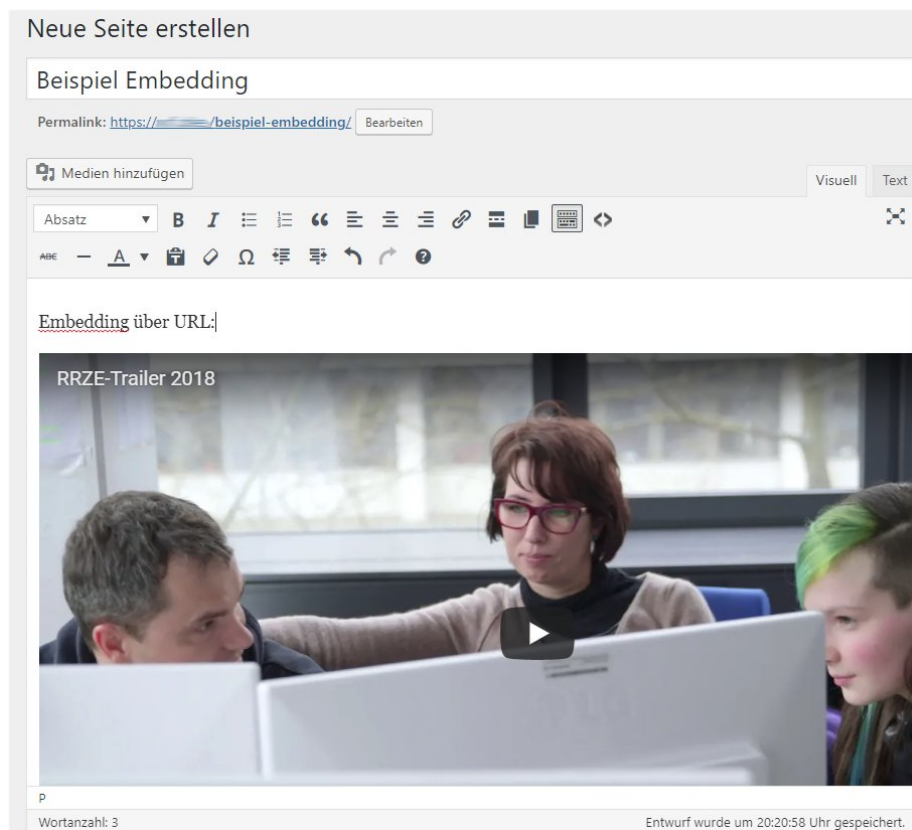 Neue Seite erstellen
Beispiel Embedding
Permalink: https:// /beispiel-embedding/ Bearbeiten
Medien hinzufügen
Visuell Text
Absatz B I
ABC A Ω
Embedding über URL:
RRZE-Trailer 2018
P
Wortanzahl: 3 Entwurf wurde um 20:20:58 Uhr gespeichert.